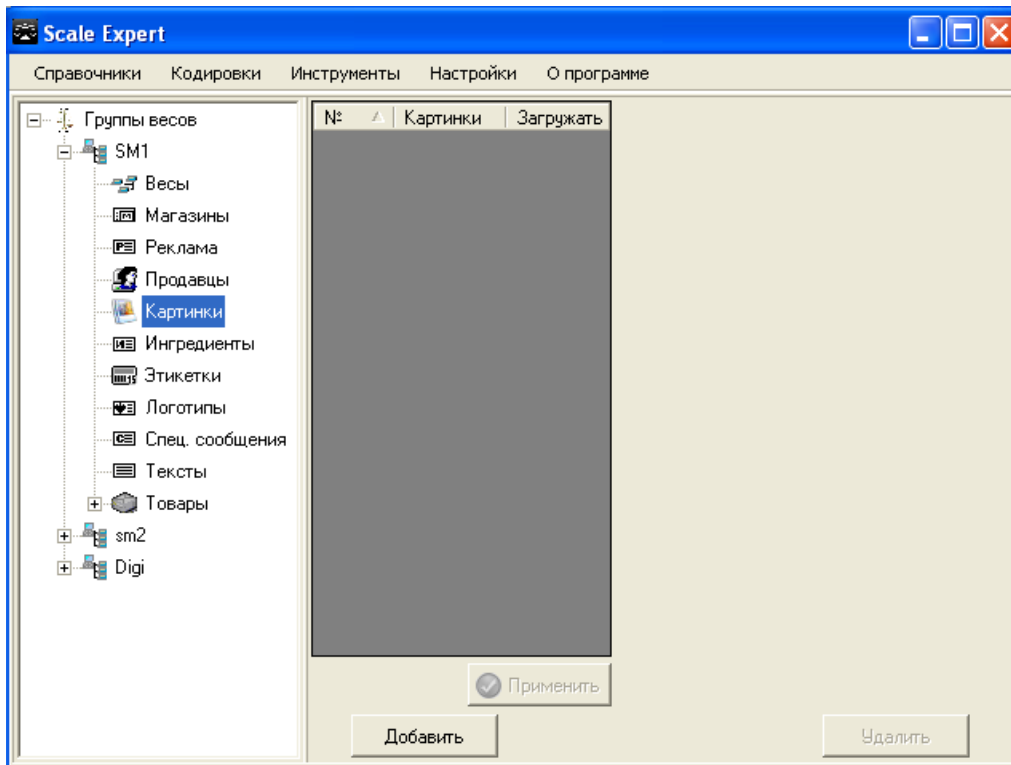 Scale Expert
Справочники Кодировки Инструменты Настройки О программе
Группы весов
SM1
Весы
Магазины
Реклама
Продавцы
Картинки
Ингредиенты
Этикетки
Логотипы
Спец. сообщения
Тексты
Товары
sm2
Digi
№ Картинки Загружать
Применить
Добавить Удалить